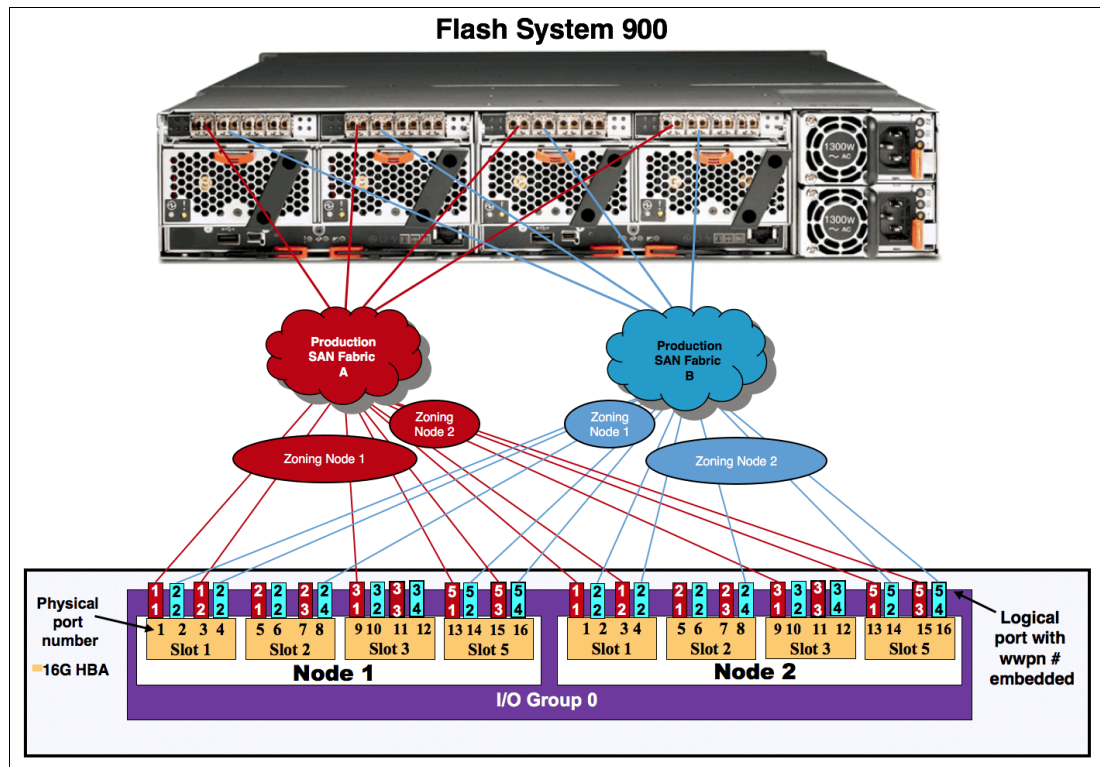 Flash System 900
1300W
~ AC
1300W
~ AC
Production
SAN Fabric
A
Production
SAN Fabric
B
Zoning
Node 2
Zoning
Node 1
Zoning Node 1
Zoning Node 2
Physical
port
number
16G HBA
1 2 1 2 2 2 2 2 3 3 3 3 5 5 5 5 1 2 1 2 2 2 2 2 3 3 3 3 5 5 5 5
1 2 2 2 1 2 3 4 1 2 3 4 1 2 3 4 1 2 2 2 1 2 3 4 1 2 3 4 1 2 3 4
1 2 3 4 5 6 7 8 9 10 11 12 13 14 15 16 1 2 3 4 5 6 7 8 9 10 11 12 13 14 15 16
Slot 1 Slot 2 Slot 3 Slot 5 Slot 1 Slot 2 Slot 3 Slot 5
Node 1 Node 2
I/O Group 0
Logical
port with
wwpn #
embedded